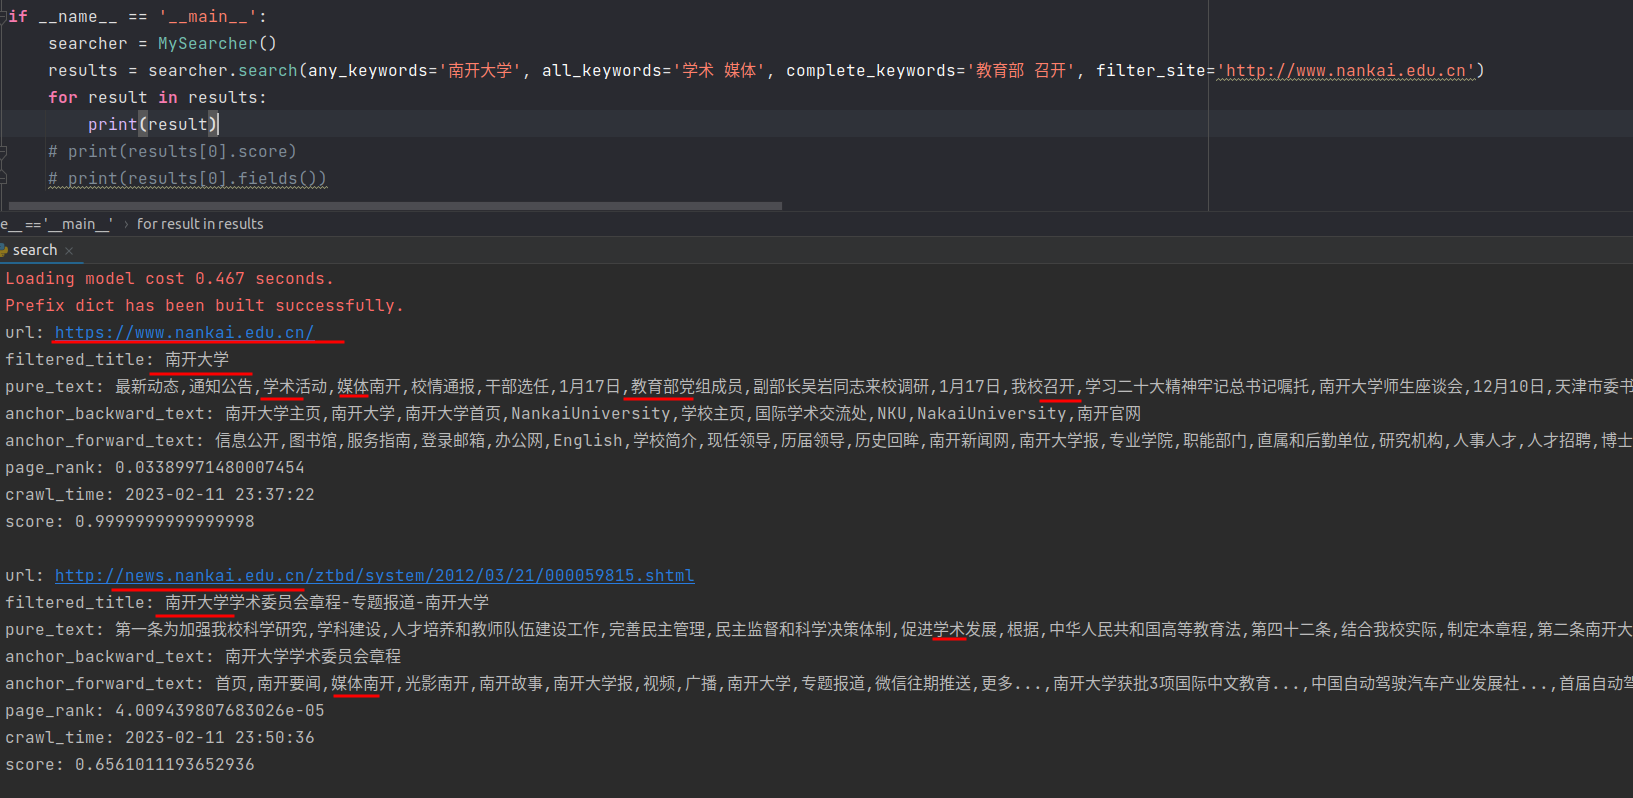 if __name__ == '__main__':
searcher = MySearcher()
results = searcher.search(any_keywords='南开大学', all_keywords='学术 媒体', complete_keywords='教育部 召开', filter_site='http://www.nankai.edu.cn')
for result in results:
print(result)
# print(results[0].score)
# print(results[0].fields())
e__ == '__main__' › for result in results
search ×
Loading model cost 0.467 seconds.
Prefix dict has been built successfully.
url: https://www.nankai.edu.cn/
filtered_title: 南开大学
pure_text: 最新动态,通知公告,学术活动,媒体南开,校情通报,干部选任,1月17日,教育部党组成员,副部长吴岩同志来校调研,1月17日,我校召开,学习二十大精神牢记总书记嘱托,南开大学师生座谈会,12月10日,天津市委书
anchor_backward_text: 南开大学主页,南开大学,南开大学首页,NankaiUniversity,学校主页,国际学术交流处,NKU,NakaiUniversity,南开官网
anchor_forward_text: 信息公开,图书馆,服务指南,登录邮箱,办公网,English,学校简介,现任领导,历届领导,历史回眸,南开新闻网,南开大学报,专业学院,职能部门,直属和后勤单位,研究机构,人事人才,人才招聘,博士
page_rank: 0.03389971480007454
crawl_time: 2023-02-11 23:37:22
score: 0.9999999999999998
url: http://news.nankai.edu.cn/ztbd/system/2012/03/21/000059815.shtml
filtered_title: 南开大学学术委员会章程-专题报道-南开大学
pure_text: 第一条为加强我校科学研究,学科建设,人才培养和教师队伍建设工作,完善民主管理,民主监督和科学决策体制,促进学术发展,根据,中华人民共和国高等教育法,第四十二条,结合我校实际,制定本章程,第二条南开大
anchor_backward_text: 南开大学学术委员会章程
anchor_forward_text: 首页,南开要闻,媒体南开,光影南开,南开故事,南开大学报,视频,广播,南开大学,专题报道,微信往期推送,更多...,南开大学获批3项国际中文教育...,中国自动驾驶汽车产业发展社...,首届自动驾
page_rank: 4.009439807683026e-05
crawl_time: 2023-02-11 23:50:36
score: 0.6561011193652936